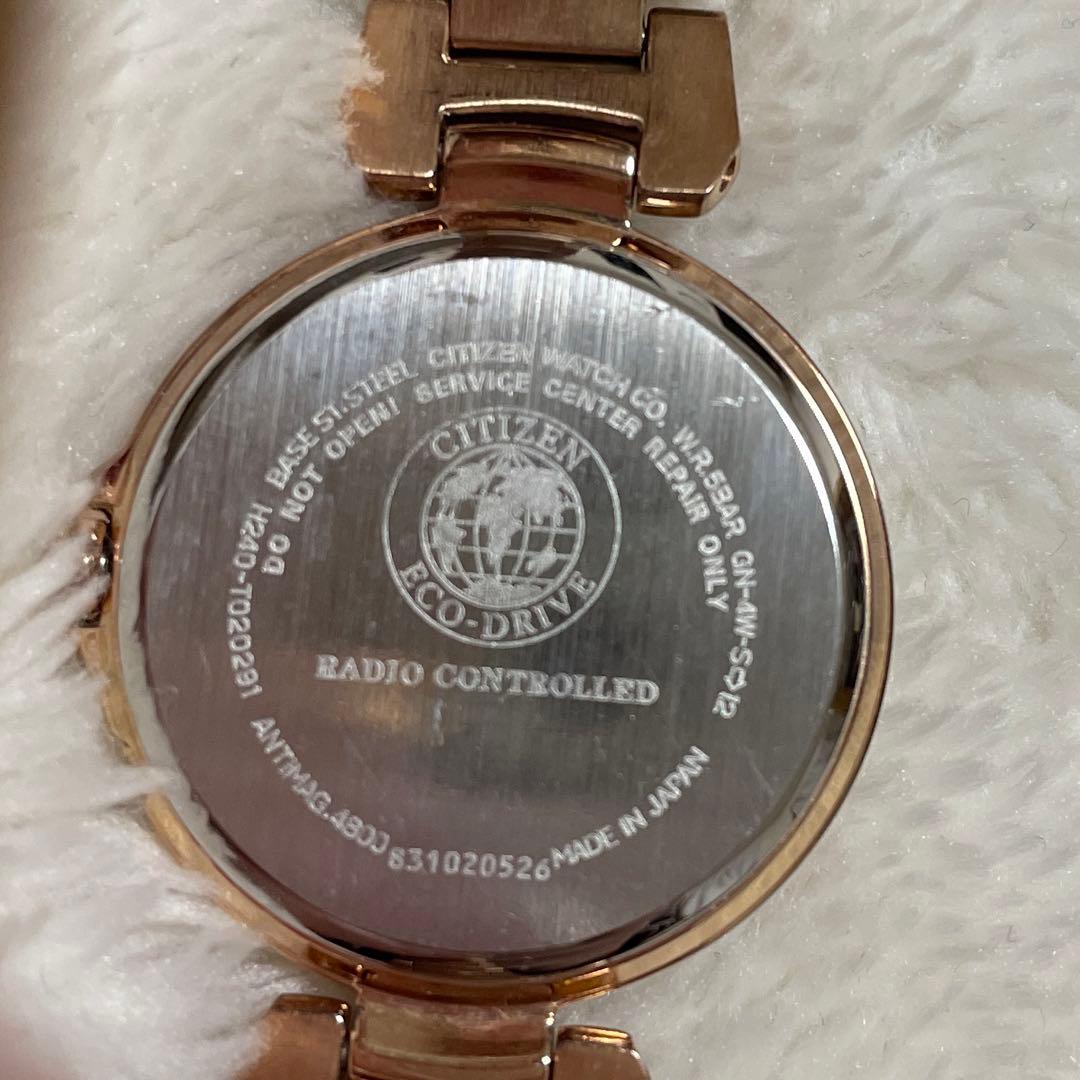 BASE ST.STEEL CITIZEN WATCH CO. W.R.5BAR GN-4W-S⇨12
DO NOT OPEN! SERVICE CENTER REPAIR ONLY
CITIZEN
ECO-DRIVE
RADIO CONTROLLED
H240-T020291 ANTIMAG.4800 831020526 MADE IN JAPAN